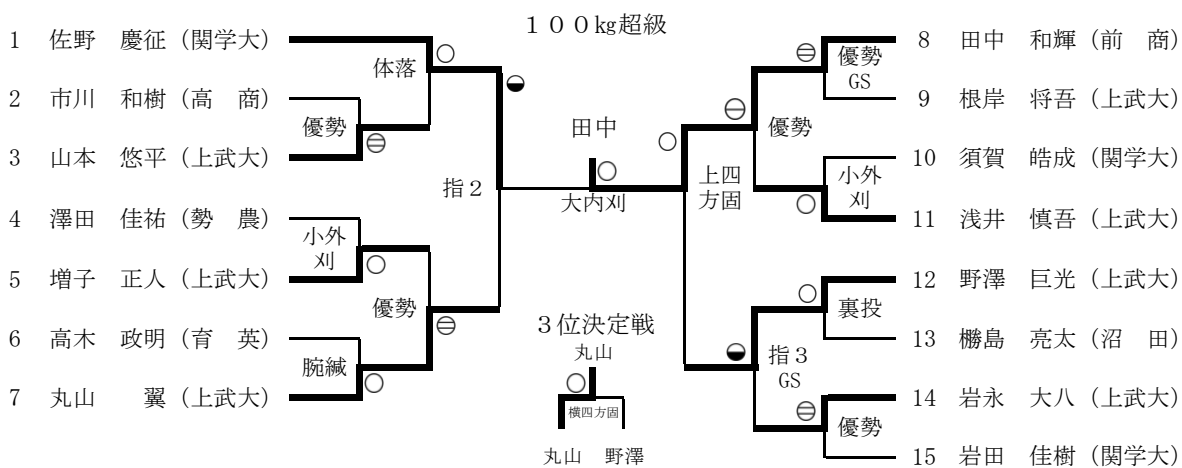 １００㎏超級
1 佐野 慶征（関学大）
2 市川 和樹（高 商）
3 山本 悠平（上武大）
4 澤田 佳祐（勢 農）
5 増子 正人（上武大）
6 高木 政明（育 英）
7 丸山 翼（上武大）
体落
優勢
指２
小外
刈
優勢
腕緘
田中
大内刈
３位決定戦
丸山
横四方固
丸山 野澤
8 田中 和輝（前 商）
9 根岸 将吾（上武大）
10 須賀 皓成（関学大）
11 浅井 慎吾（上武大）
12 野澤 巨光（上武大）
13 橳島 亮太（沼 田）
14 岩永 大八（上武大）
15 岩田 佳樹（関学大）
優勢
GS
優勢
小外
刈
上四
方固
裏投
指３
GS
優勢